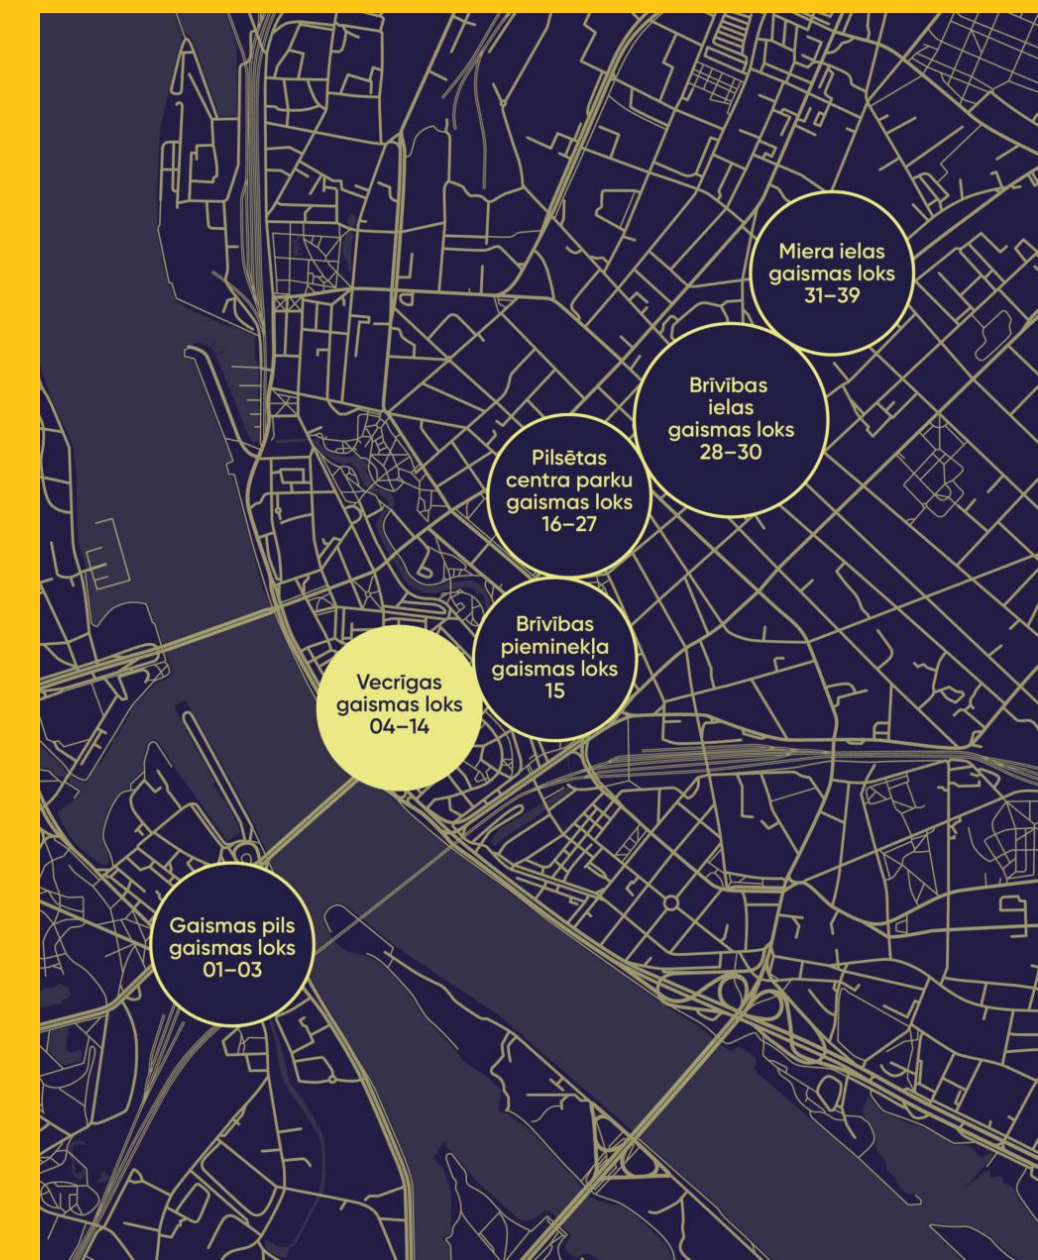 Miera ielas
gaismas loks
31–39
Brīvības
ielas
gaismas loks
28–30
Pilsētas
centra parku
gaismas loks
16–27
Brīvības
pieminekļa
gaismas loks
15
Vecrīgas
gaismas loks
04–14
Gaismas pils
gaismas loks
01–03